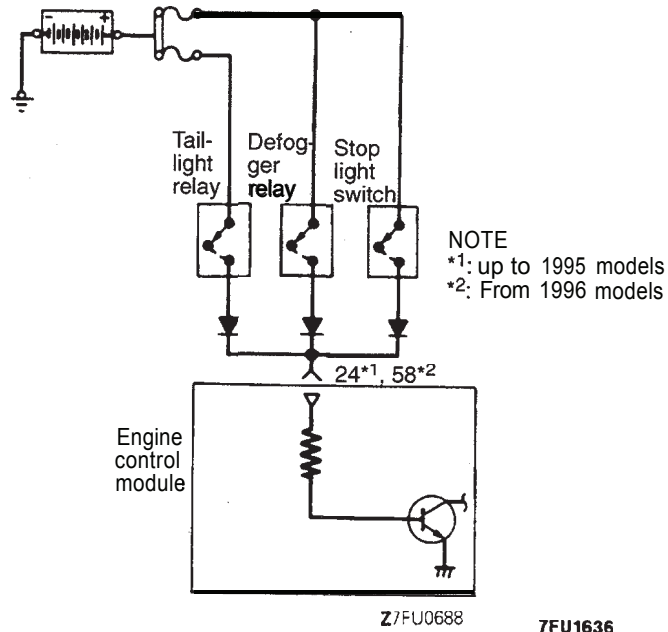 - +
Tail-
light
relay
Defog-
ger
relay
Stop
light
switch
NOTE
*1: up to 1995 models
*2: From 1996 models
24*1, 58*2
Engine
control
module
Z7FU0688
7FU1636